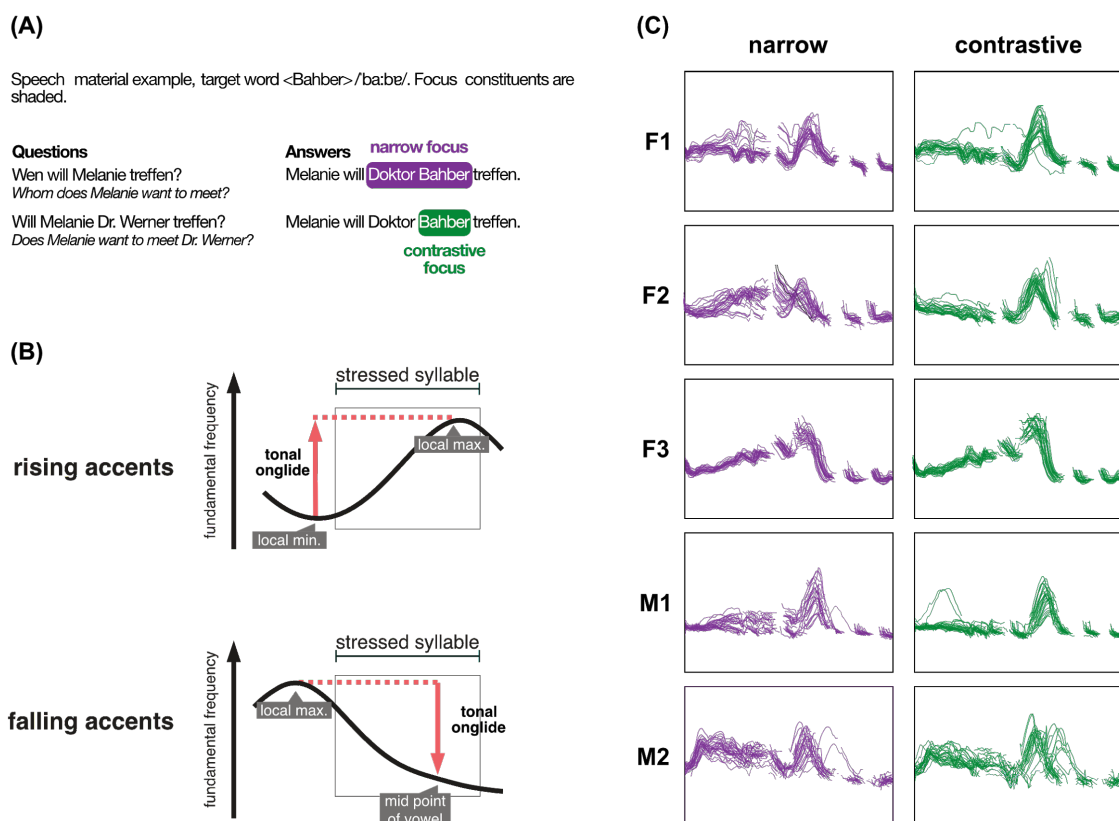 (A)
Speech material example, target word <Bahber> /ˈbaːbɐ/. Focus constituents are
shaded.
Questions
Wen will Melanie treffen?
Whom does Melanie want to meet?
Will Melanie Dr. Werner treffen?
Does Melanie want to meet Dr. Werner?
narrow focus
Answers
Melanie will Doktor Bahber treffen.
Melanie will Doktor Bahber treffen.
contrastive
focus
(B)
rising accents
fundamental frequency
stressed syllable
tonal
onglide
local max.
local min.
falling accents
fundamental frequency
stressed syllable
local max.
tonal
onglide
mid point
of vowel
(C)
narrow
contrastive
F1
F2
F3
M1
M2